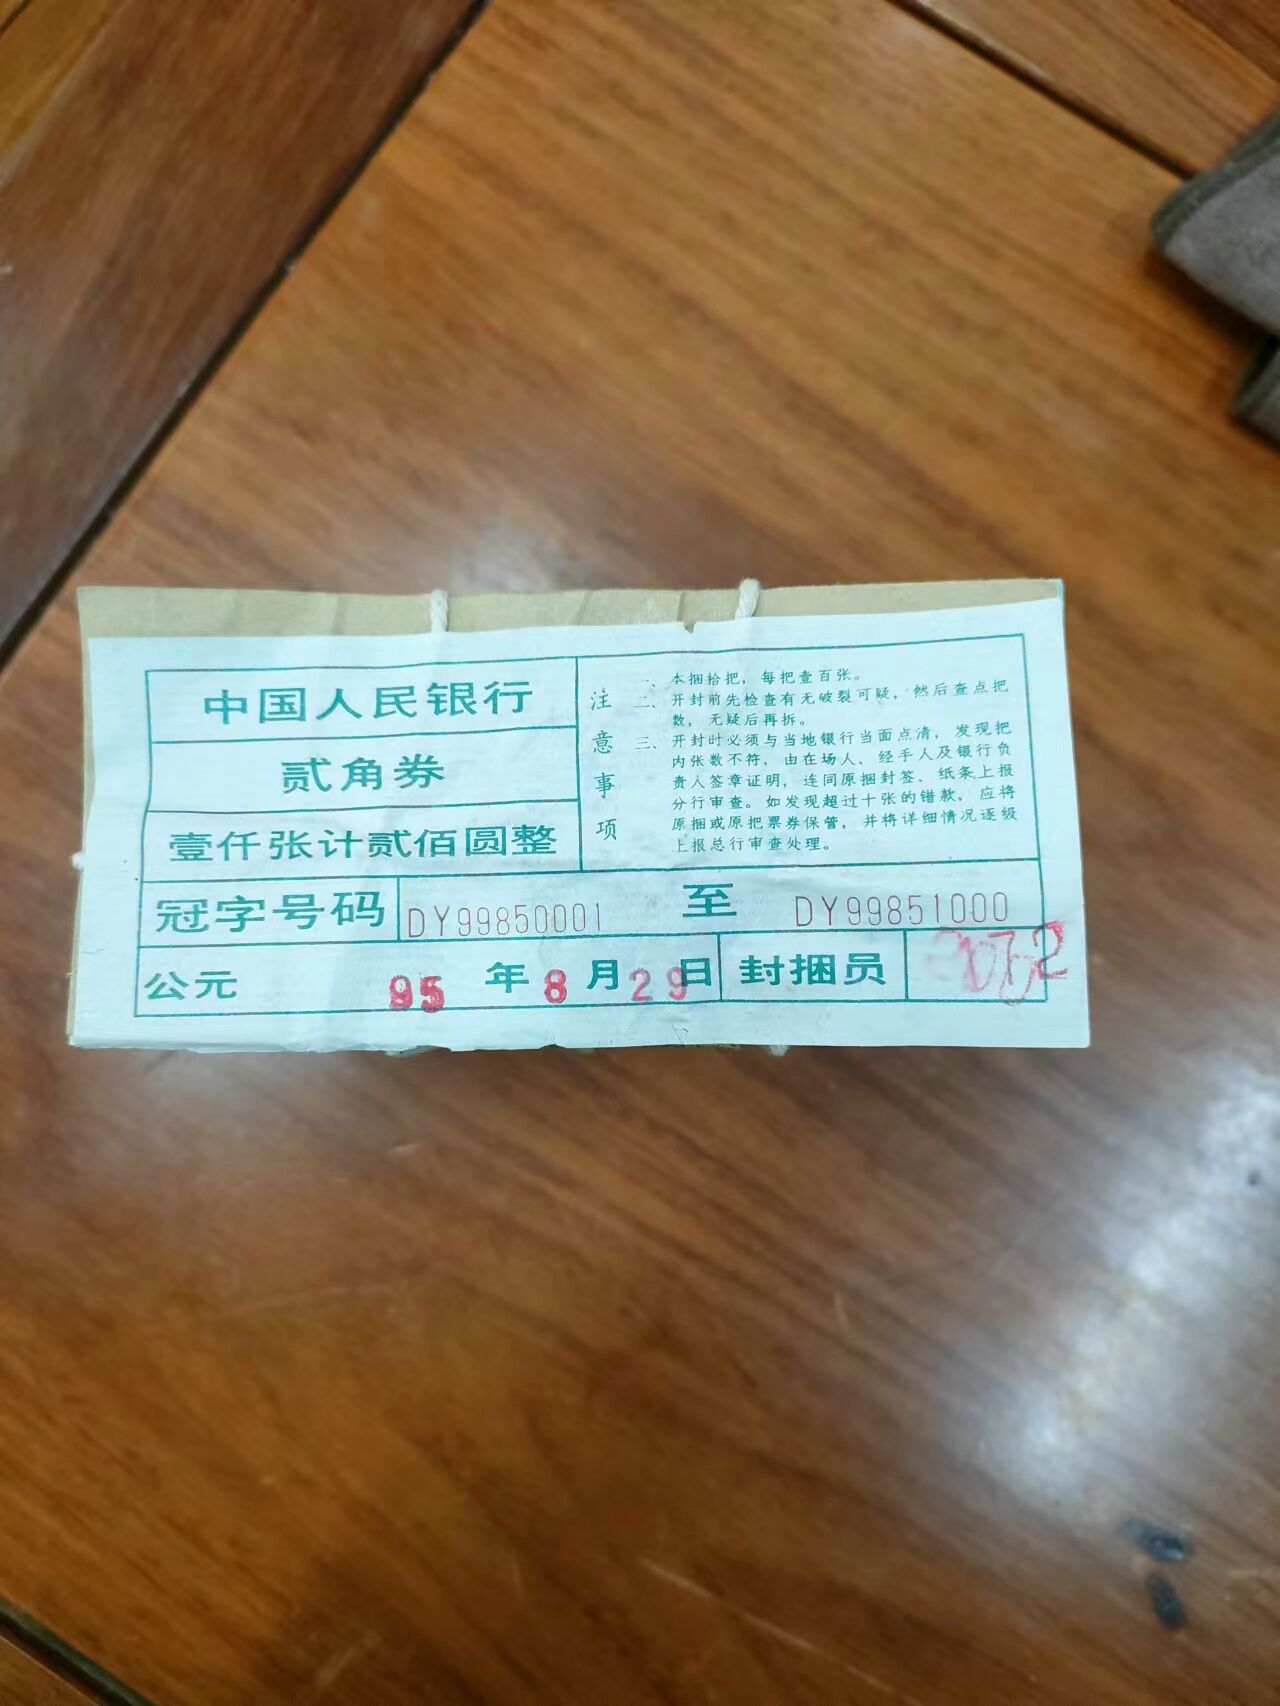 中国人民银行
贰角券
壹仟张计贰佰圆整
注意事项
一、本捆拾把，每把壹百张。
二、开封前先检查有无破裂可疑，然后查点把
数，无疑后再拆。
三、开封时必须与当地银行当面点清，发现把
内张数不符，由在场人、经手人及银行负
责人签章证明，连同原捆封签、纸条上报
分行审查。如发现超过十张的错款，应将
原捆或原把票券保管，并将详细情况逐级
上报总行审查处理。
冠字号码 DY99850001 至 DY99851000
公元 95 年 8 月 29 日 封捆员